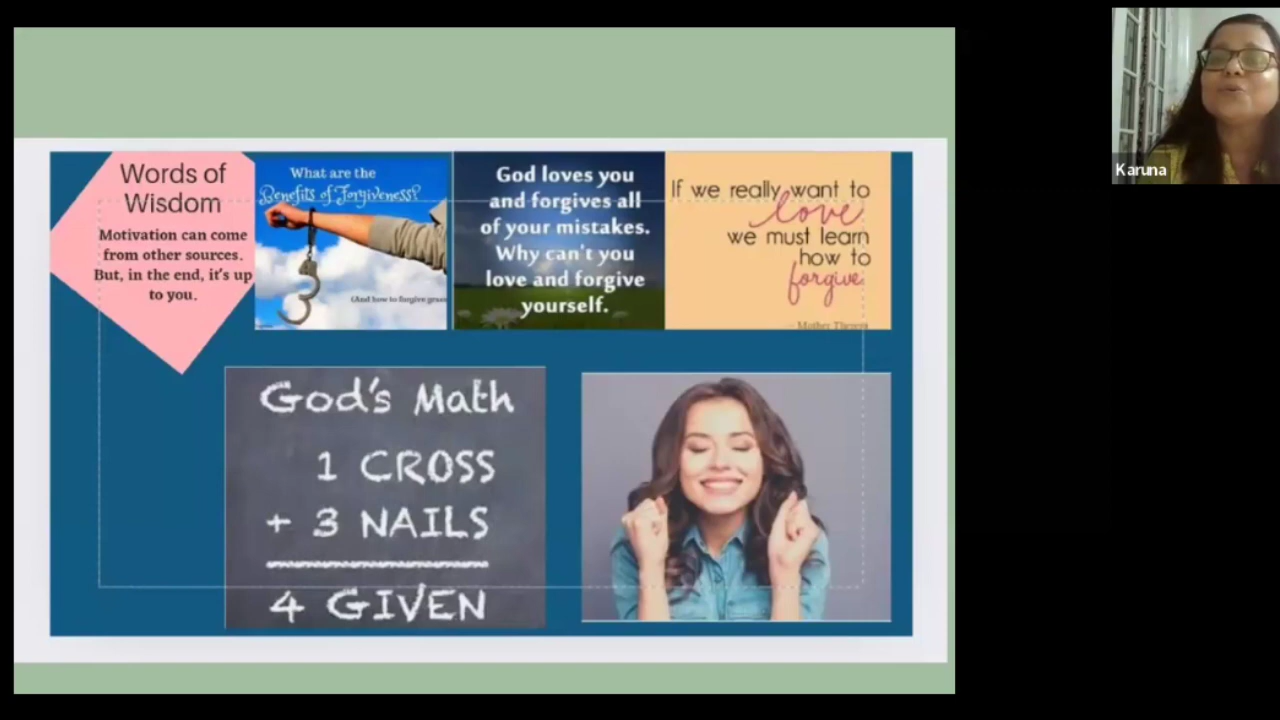 Words of
Wisdom
Motivation can come
from other sources.
But, in the end, it's up
to you.
What are the
Benefits of Forgiveness?
(And how to forgive
God loves you
and forgives all
of your mistakes.
Why can't you
love and forgive
yourself.
If we really want to
love
we must learn
how to
forgive
- Mother Theresa
God's Math
1 CROSS
+ 3 NAILS
4 GIVEN
Karuna